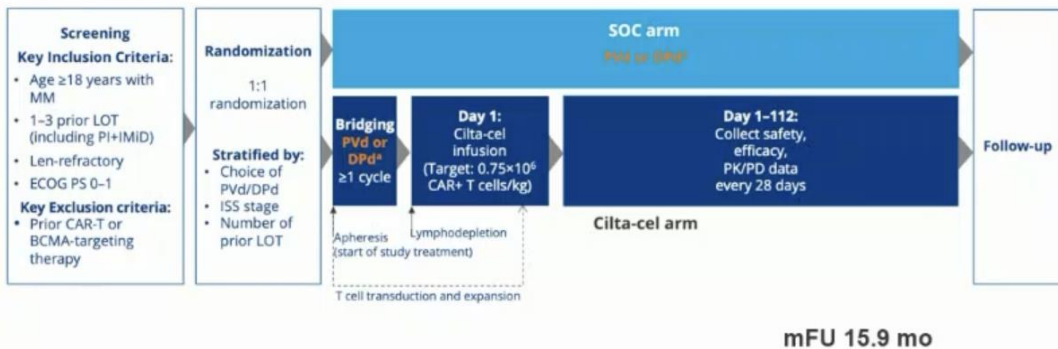 Screening
Key Inclusion Criteria:
• Age ≥18 years with
MM
• 1–3 prior LOT
(including PI+IMiD)
• Len-refractory
• ECOG PS 0–1
Key Exclusion criteria:
• Prior CAR-T or
BCMA-targeting
therapy
Randomization
1:1
randomization
Stratified by:
• Choice of
PVd/DPd
• ISS stage
• Number of
prior LOT
SOC arm
PVd or DPdᵃ
Bridging
PVd or
DPdᵃ
≥1 cycle
Day 1:
Cilta-cel
infusion
(Target: 0.75×10⁶
CAR+ T cells/kg)
Day 1–112:
Collect safety,
efficacy,
PK/PD data
every 28 days
Apheresis
(start of study treatment)
Lymphodepletion
T cell transduction and expansion
Cilta-cel arm
Follow-up
mFU 15.9 mo